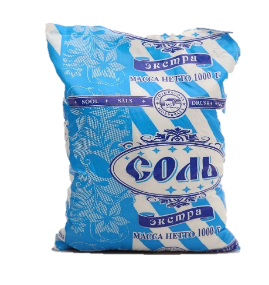 экстра
МАССА НЕТТО 1000 г
SOOL + SALS + DRUSKA
СОЛЬ
экстра
МАССА НЕТТО 1000 г